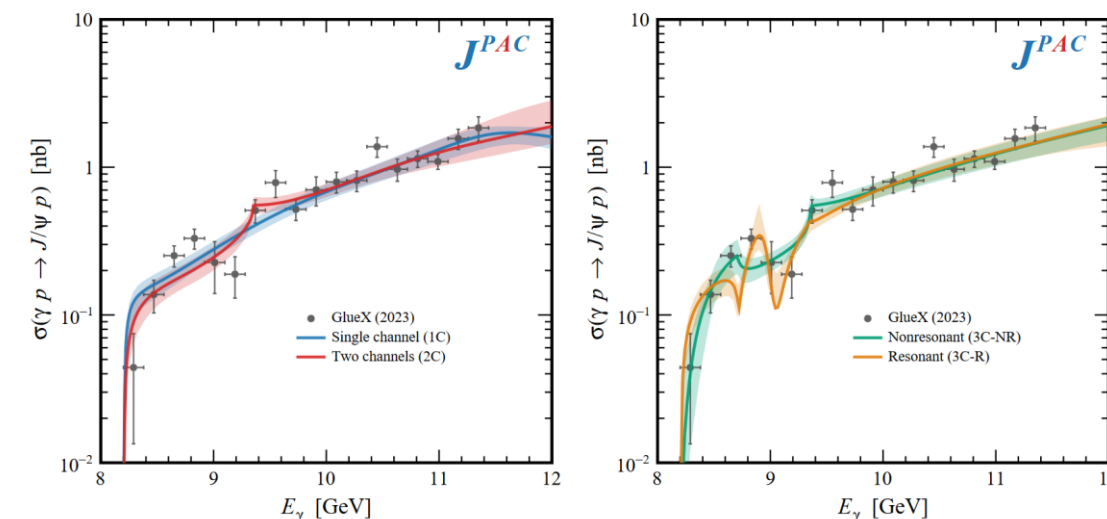 10
J^PAC
1
σ(γ p → J/ψ p) [nb]
10⁻¹
GlueX (2023)
Single channel (1C)
Two channels (2C)
10⁻²
8 9 10 11 12
E_γ [GeV]
10
J^PAC
1
σ(γ p → J/ψ p) [nb]
10⁻¹
GlueX (2023)
Nonresonant (3C-NR)
Resonant (3C-R)
10⁻²
8 9 10 11 1
E_γ [GeV]